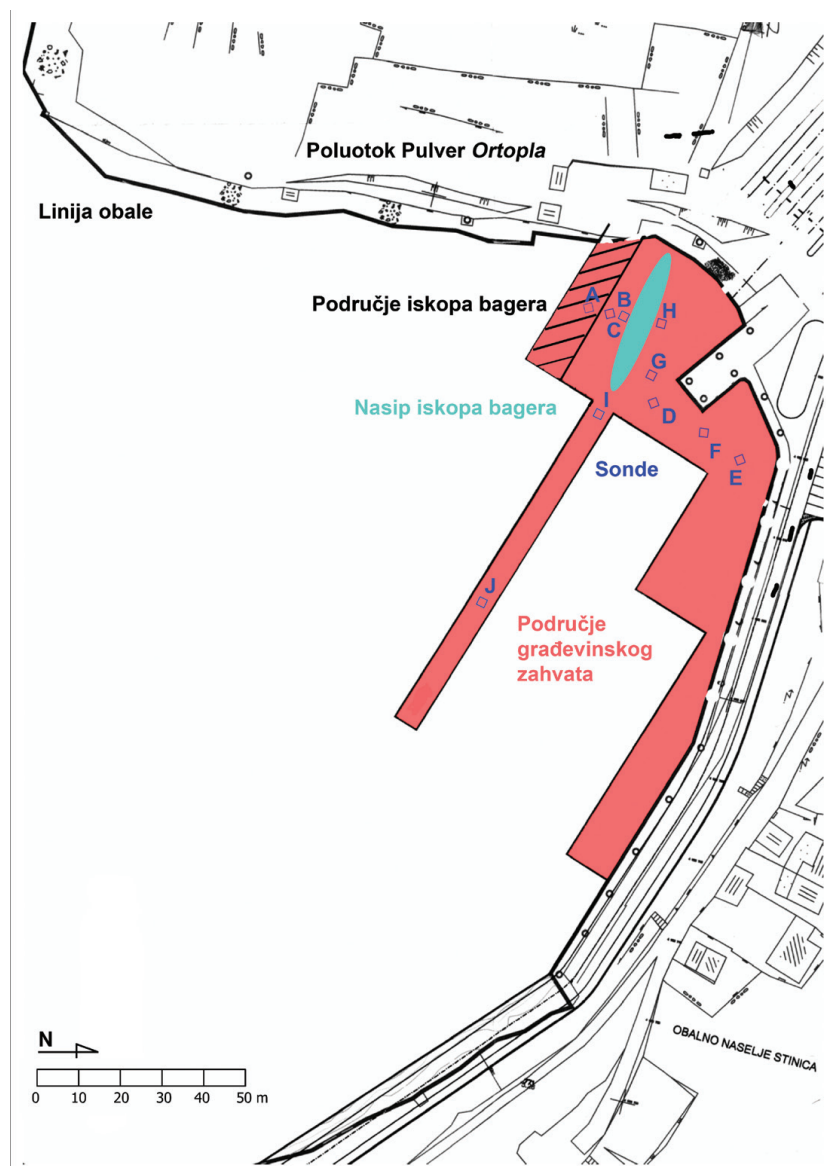 Poluotok Pulver Ortopla
Linija obale
Područje iskopa bagera
A
B
C
H
G
Nasip iskopa bagera
I
D
F
Sonde
E
J
Područje
građevinskog
zahvata
N
0 10 20 30 40 50 m
OBALNO NASELJE STINICA